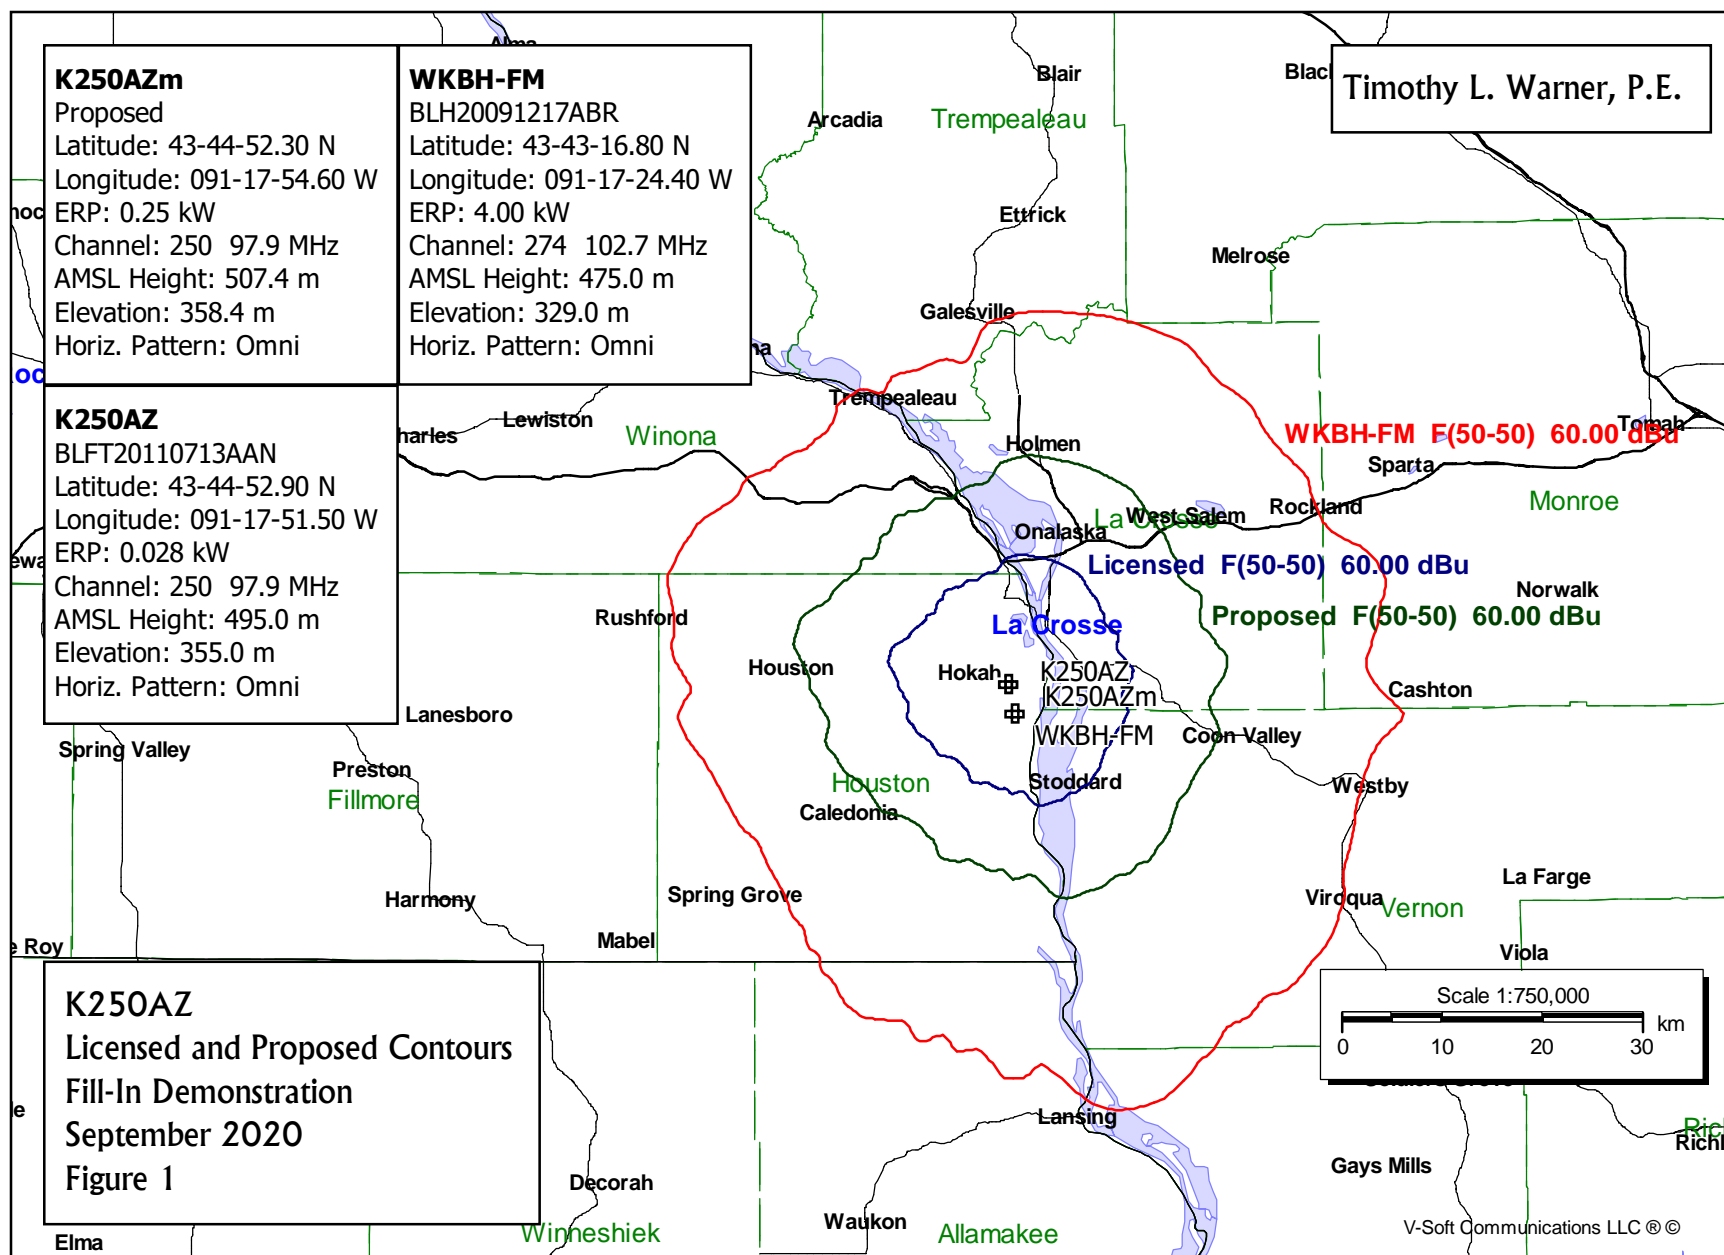 K250AZm
Proposed
Latitude: 43-44-52.30 N
Longitude: 091-17-54.60 W
ERP: 0.25 kW
Channel: 250 97.9 MHz
AMSL Height: 507.4 m
Elevation: 358.4 m
Horiz. Pattern: Omni
WKBH-FM
BLH20091217ABR
Latitude: 43-43-16.80 N
Longitude: 091-17-24.40 W
ERP: 4.00 kW
Channel: 274 102.7 MHz
AMSL Height: 475.0 m
Elevation: 329.0 m
Horiz. Pattern: Omni
K250AZ
BLFT20110713AAN
Latitude: 43-44-52.90 N
Longitude: 091-17-51.50 W
ERP: 0.028 kW
Channel: 250 97.9 MHz
AMSL Height: 495.0 m
Elevation: 355.0 m
Horiz. Pattern: Omni
Timothy L. Warner, P.E.
Alma
Blair
Arcadia
Trempealeau
Ettrick
Melrose
Galesville
Trempealeau
Lewiston
Winona
Holmen
WKBH-FM F(50-50) 60.00 dBu
Tomah
Sparta
Rockland
Monroe
La Crosse
West Salem
Onalaska
Licensed F(50-50) 60.00 dBu
Norwalk
Rushford
La Crosse
Proposed F(50-50) 60.00 dBu
Houston
Hokah
K250AZ
K250AZm
Cashton
Lanesboro
WKBH-FM
Coon Valley
Spring Valley
Preston
Fillmore
Houston
Stoddard
Westby
Caledonia
Harmony
Spring Grove
Viroqua
Vernon
La Farge
Mabel
e Roy
Viola
K250AZ
Licensed and Proposed Contours
Fill-In Demonstration
September 2020
Figure 1
Scale 1:750,000
km
0 10 20 30
Lansing
Gays Mills
Decorah
Winneshiek
Waukon
Allamakee
Elma
V-Soft Communications LLC ® ©